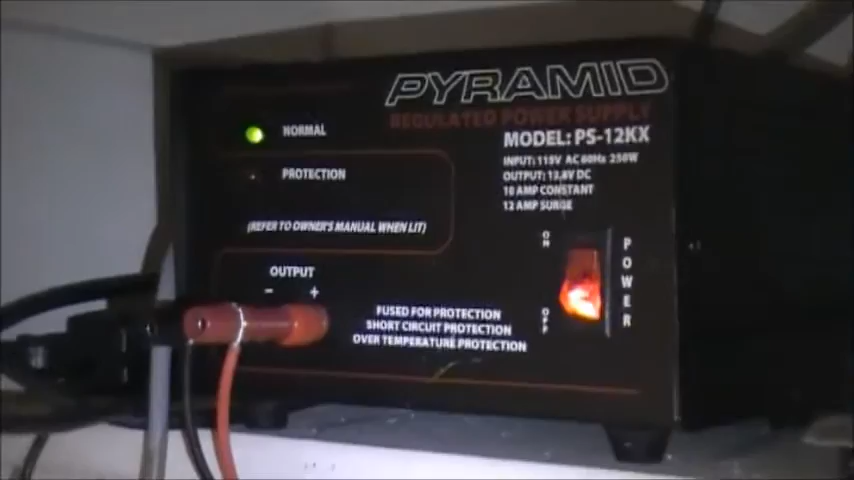 PYRAMID
REGULATED POWER SUPPLY
MODEL: PS-12KX
INPUT: 115V AC 60Hz 250W
OUTPUT: 13.8V DC
10 AMP CONSTANT
12 AMP SURGE
NORMAL
PROTECTION
(REFER TO OWNER'S MANUAL WHEN LIT)
OUTPUT
- +
FUSED FOR PROTECTION
SHORT CIRCUIT PROTECTION
OVER TEMPERATURE PROTECTION
ON
OFF
POWER